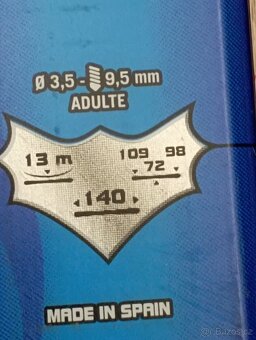 Ø 3,5 - 9,5 mm
ADULTE
13 m
109 98
72
140
MADE IN SPAIN